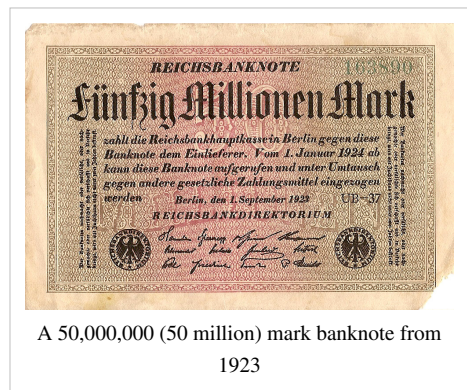 REICHSBANKNOTE
163890
Fünfzig Millionen Mark
zahlt die Reichsbankhauptkasse in Berlin gegen diese
Banknote dem Einlieferer. Vom 1. Januar 1924 ab
kann diese Banknote aufgerufen und unter Umtausch
gegen andere gesetzliche Zahlungsmittel eingezogen
werden
Berlin, den 1. September 1923
UB-37
REICHSBANKDIREKTORIUM
A 50,000,000 (50 million) mark banknote from
1923